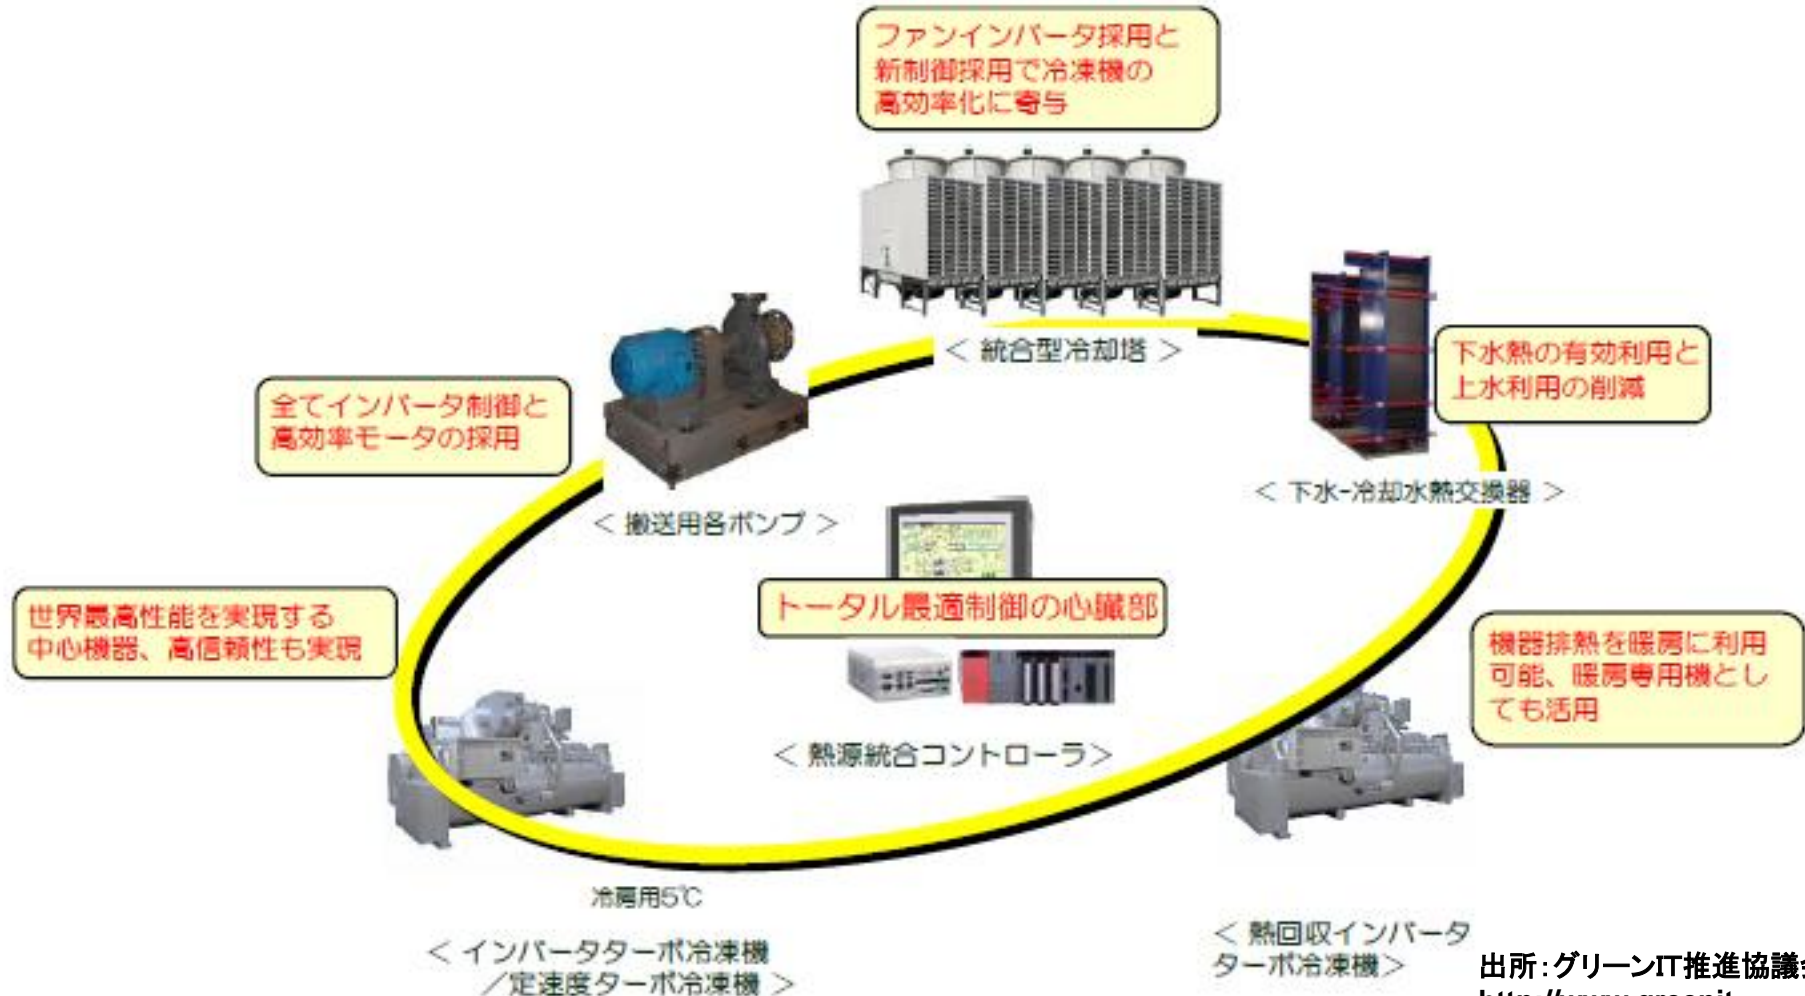 ファンインバータ採用と
新制御採用で冷凍機の
高効率化に寄与
＜ 統合型冷却塔 ＞
下水熱の有効利用と
上水利用の削減
＜ 下水-冷却水熱交換器 ＞
全てインバータ制御と
高効率モータの採用
＜ 搬送用各ポンプ ＞
トータル最適制御の心臓部
＜ 熱源統合コントローラ＞
世界最高性能を実現する
中心機器、高信頼性も実現
機器排熱を暖房に利用
可能、暖房専用機とし
ても活用
冷房用5℃
＜ インバータターボ冷凍機
／定速度ターボ冷凍機 ＞
＜ 熱回収インバータ
ターボ冷凍機＞
出所：グリーンIT推進協議会